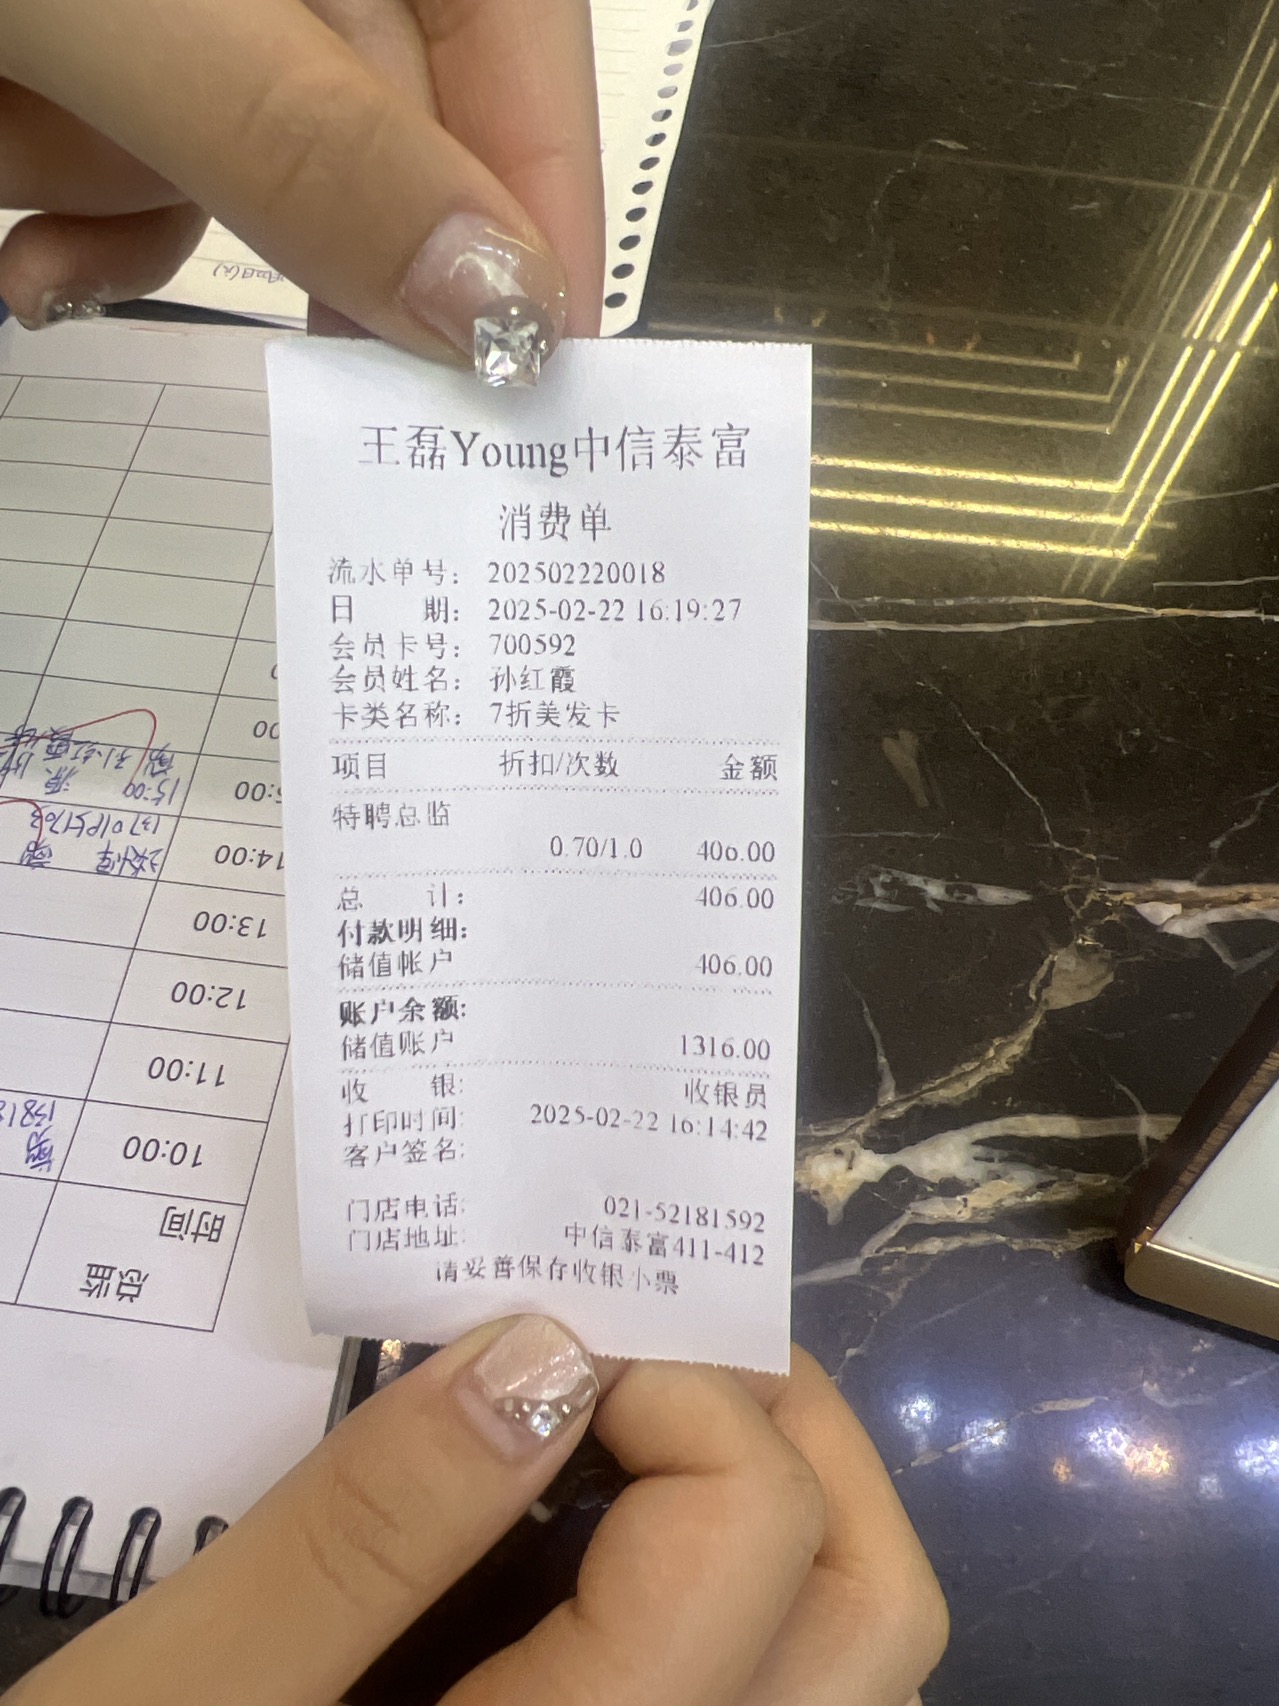 王磊Young中信泰富
消费单
流水单号： 202502220018
日　　期： 2025-02-22 16:19:27
会员卡号： 700592
会员姓名： 孙红霞
卡类名称： 7折美发卡
项目 折扣/次数 金额
特聘总监
0.70/1.0 406.00
总　　计： 406.00
付款明细:
储值帐户 406.00
账户余额:
储值账户 1316.00
收　　银: 收银员
打印时间: 2025-02-22 16:14:42
客户签名:
门店电话: 021-52181592
门店地址: 中信泰富411-412
请妥善保存收银小票
总监
时间
10:00
11:00
12:00
13:00
14:00
15:00